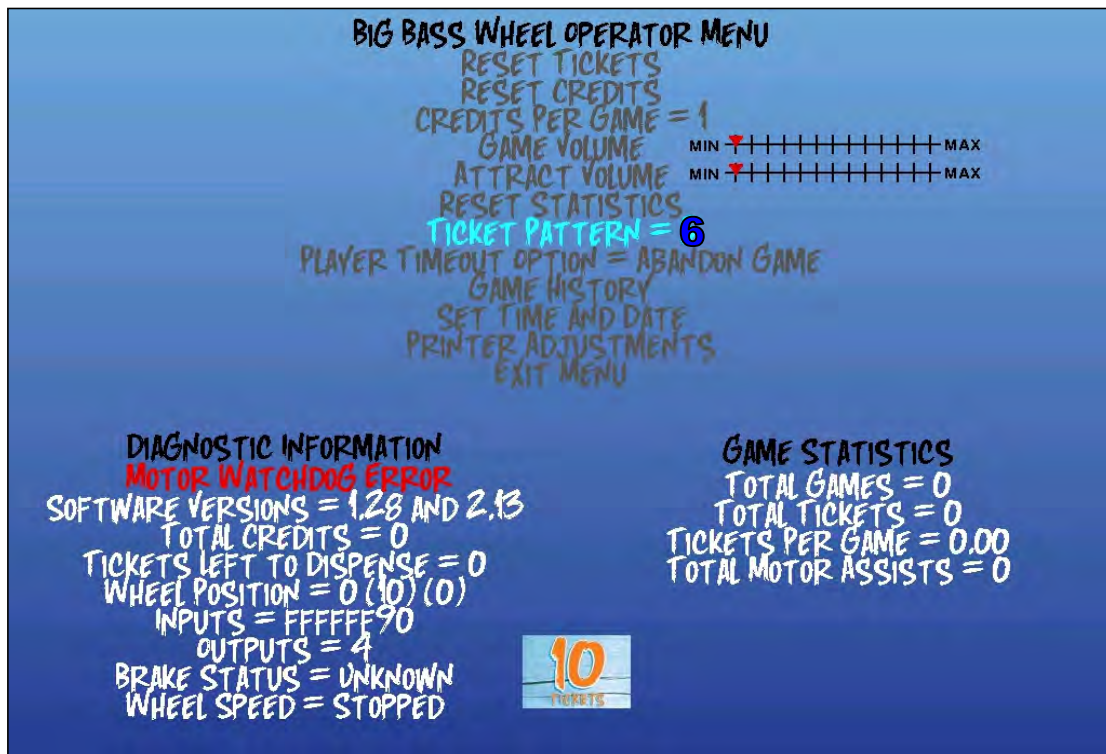 BIG BASS WHEEL OPERATOR MENU
RESET TICKETS
RESET CREDITS
CREDITS PER GAME = 1
GAME VOLUME MIN MAX
ATTRACT VOLUME MIN MAX
RESET STATISTICS
TICKET PATTERN = 6
PLAYER TIMEOUT OPTION = ABANDON GAME
GAME HISTORY
SET TIME AND DATE
PRINTER ADJUSTMENTS
EXIT MENU
DIAGNOSTIC INFORMATION
MOTOR WATCHDOG ERROR
SOFTWARE VERSIONS = 1.28 AND 2.13
TOTAL CREDITS = 0
TICKETS LEFT TO DISPENSE = 0
WHEEL POSITION = 0 (10) (0)
INPUTS = FFFFFF90
OUTPUTS = 4
BRAKE STATUS = UNKNOWN
WHEEL SPEED = STOPPED
10
TICKETS
GAME STATISTICS
TOTAL GAMES = 0
TOTAL TICKETS = 0
TICKETS PER GAME = 0.00
TOTAL MOTOR ASSISTS = 0